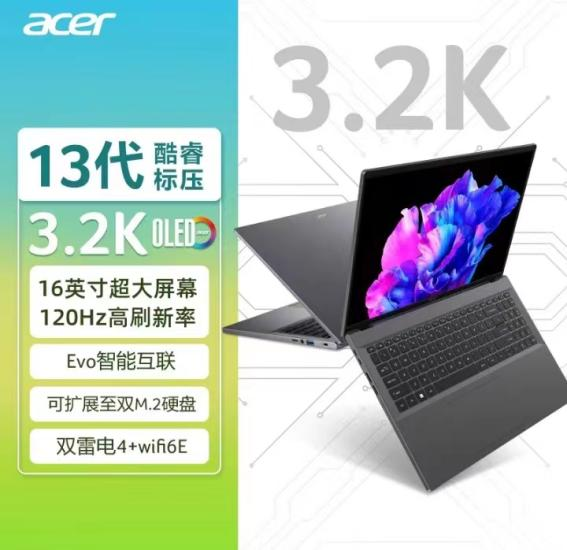 acer
3.2K
13代 酷睿
标压
3.2K OLED acer
16英寸超大屏幕
120Hz高刷新率
Evo智能互联
可扩展至双M.2硬盘
双雷电4+wifi6E